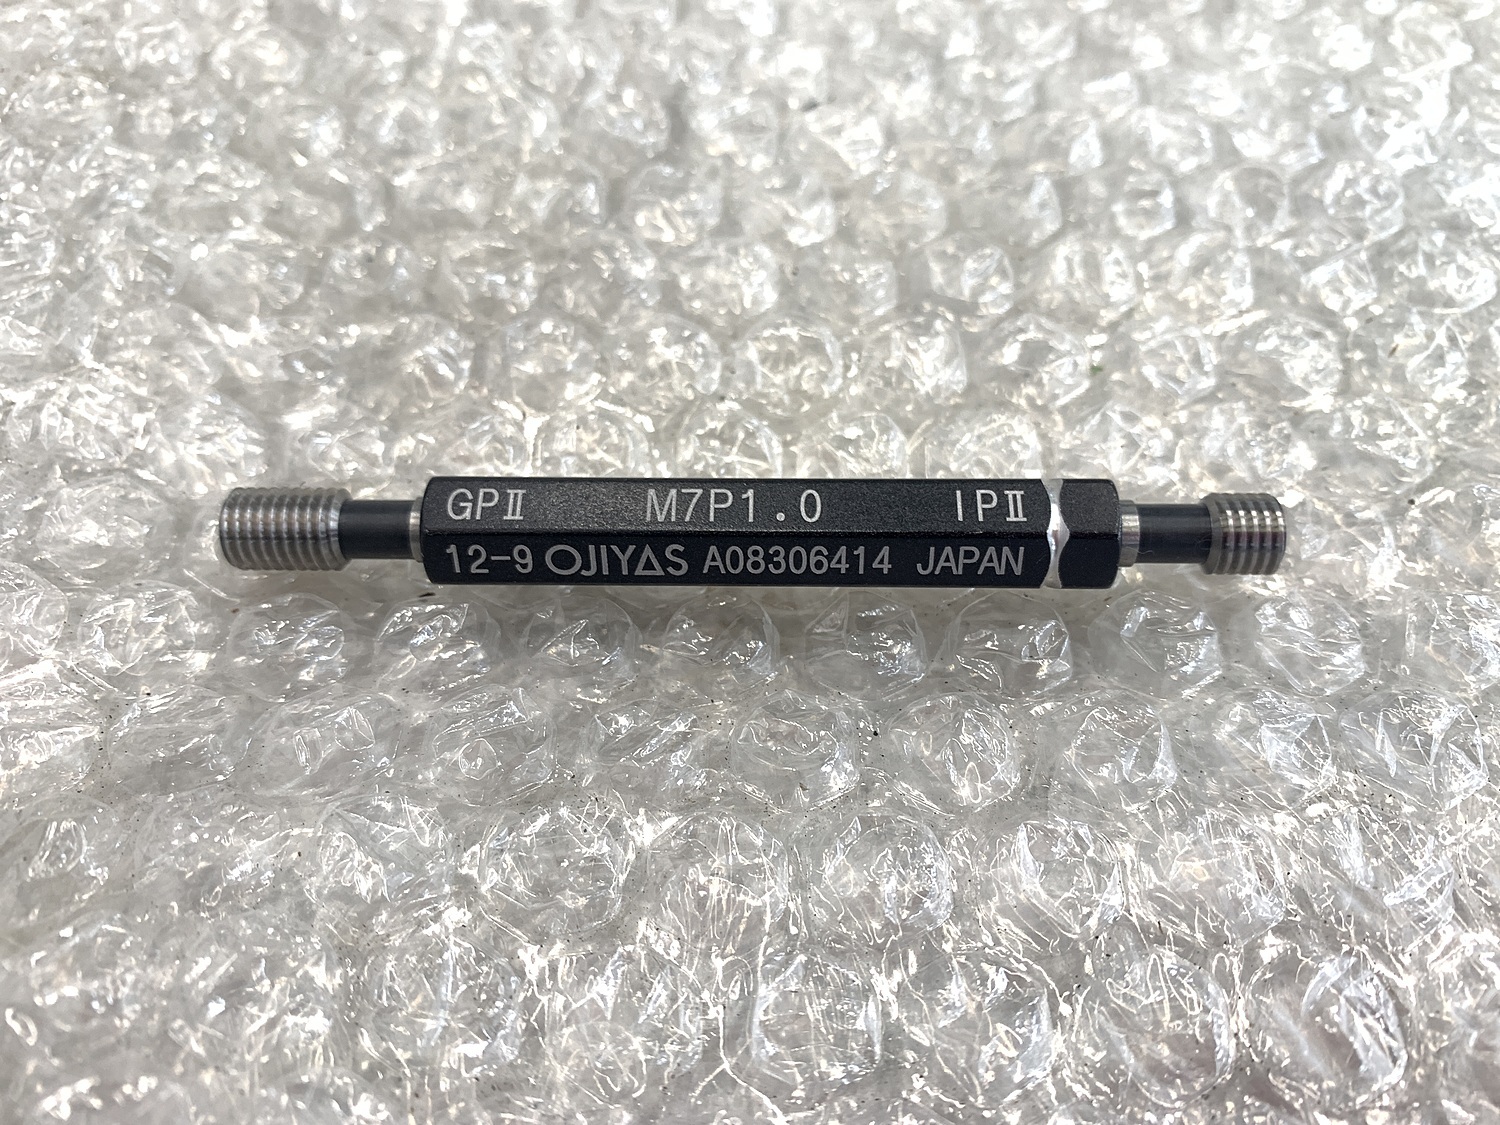 GPⅡ M7P1.0 IPⅡ
12-9 OJIYAS A08306414 JAPAN